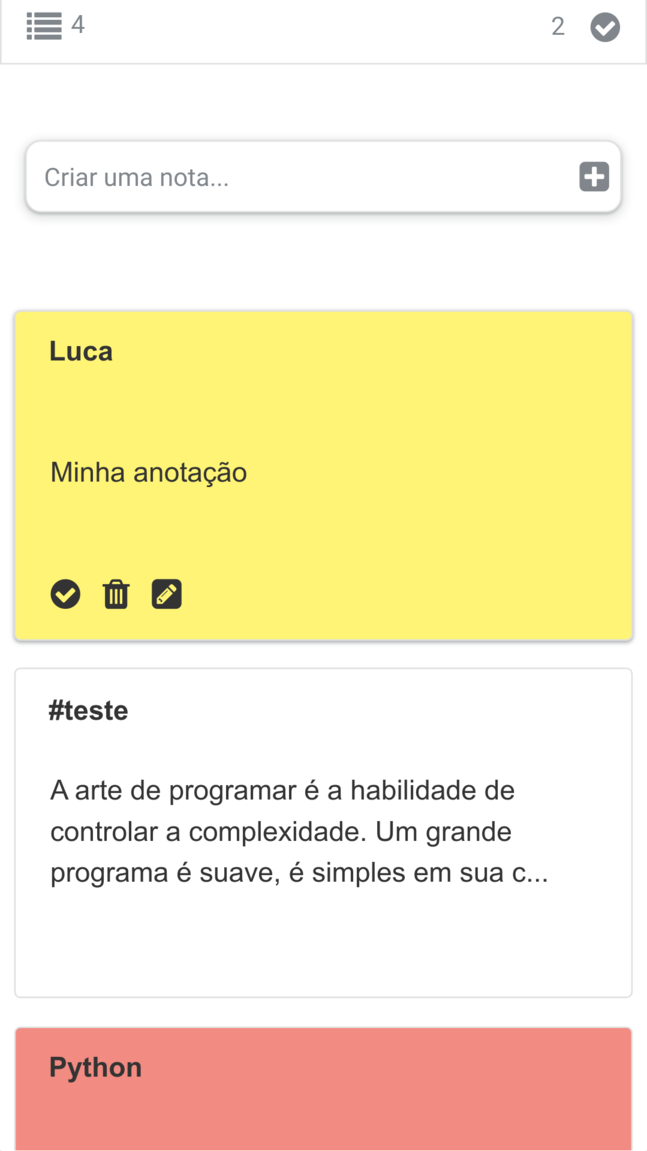 4
2
Criar uma nota...
Luca
Minha anotação
#teste
A arte de programar é a habilidade de
controlar a complexidade. Um grande
programa é suave, é simples em sua c...
Python